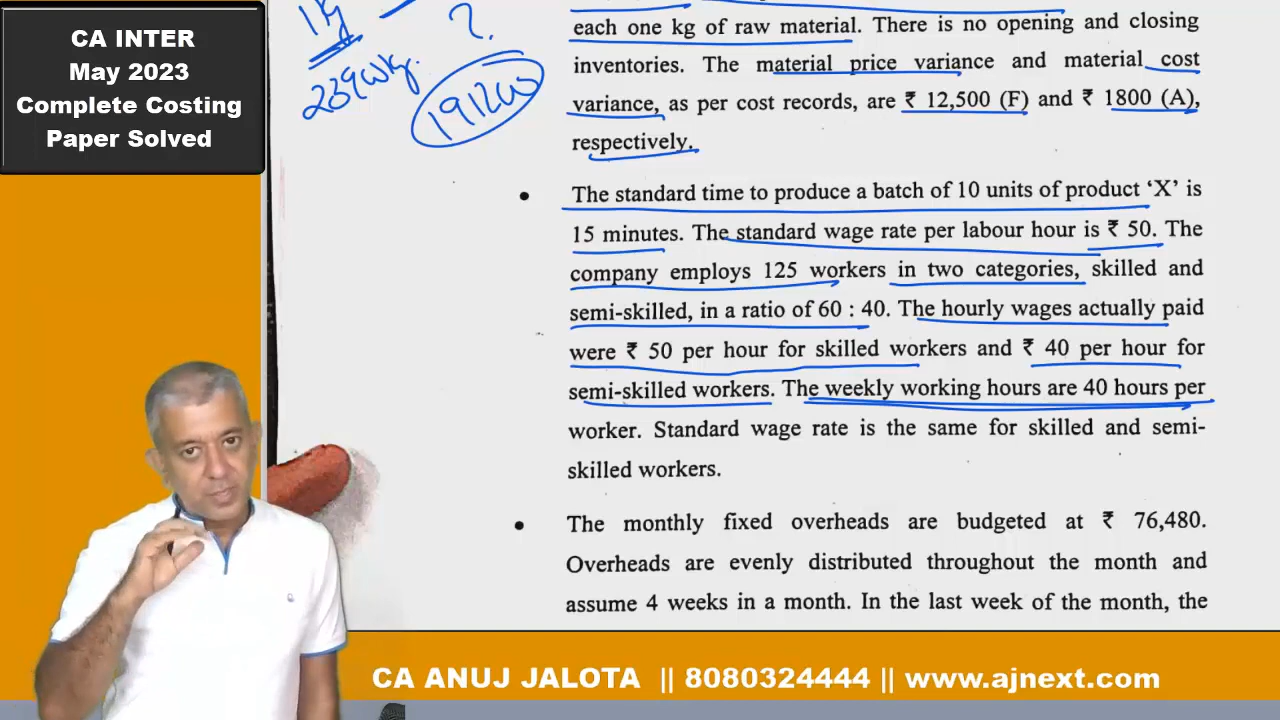 CA INTER
May 2023
Complete Costing
Paper Solved
1 kg
?
2390 kg.
19120
each one kg of raw material. There is no opening and closing
inventories. The material price variance and material cost
variance, as per cost records, are ₹ 12,500 (F) and ₹ 1800 (A),
respectively.
• The standard time to produce a batch of 10 units of product ‘X’ is
15 minutes. The standard wage rate per labour hour is ₹ 50. The
company employs 125 workers in two categories, skilled and
semi-skilled, in a ratio of 60 : 40. The hourly wages actually paid
were ₹ 50 per hour for skilled workers and ₹ 40 per hour for
semi-skilled workers. The weekly working hours are 40 hours per
worker. Standard wage rate is the same for skilled and semi-
skilled workers.
• The monthly fixed overheads are budgeted at ₹ 76,480.
Overheads are evenly distributed throughout the month and
assume 4 weeks in a month. In the last week of the month, the
CA ANUJ JALOTA || 8080324444 || www.ajnext.com